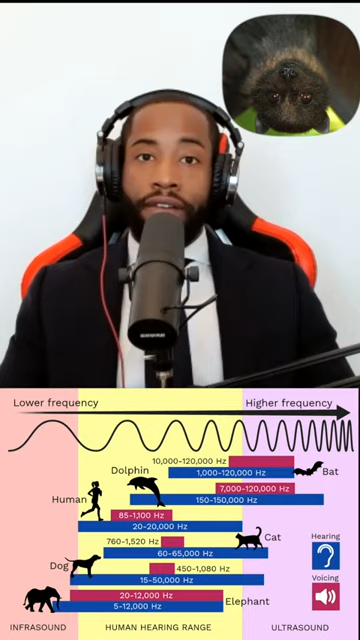 SHURE
Lower frequency
Higher frequency
10,000-120,000 Hz
Dolphin
1,000-120,000 Hz
Bat
7,000-120,000 Hz
Human
150-150,000 Hz
85-1,100 Hz
20-20,000 Hz
760-1,520 Hz
Cat
Hearing
60-65,000 Hz
Dog
450-1,080 Hz
15-50,000 Hz
Voicing
20-12,000 Hz
5-12,000 Hz
Elephant
INFRASOUND
HUMAN HEARING RANGE
ULTRASOUND